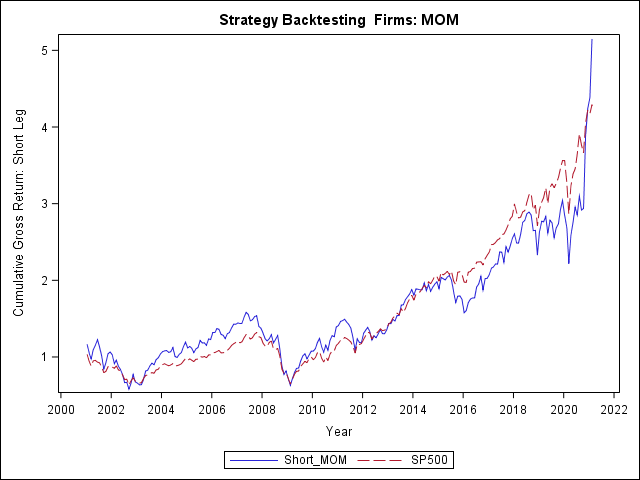 Strategy Backtesting  Firms: MOM
Cumulative Gross Return: Short Leg
5
4
3
2
1
2000 2002 2004 2006 2008 2010 2012 2014 2016 2018 2020 2022
Year
Short_MOM SP500